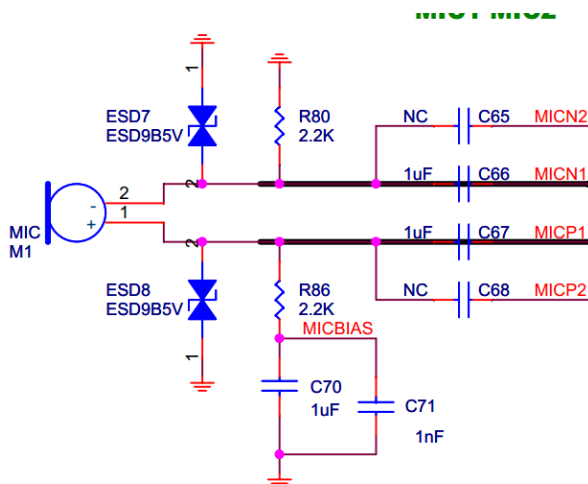 MIC1 MIC2
1
ESD7
ESD9B5V
2
R80
2.2K
NC
C65
MICN2
1uF
C66
MICN1
2
-
1
+
MIC
M1
1uF
C67
MICP1
2
ESD8
ESD9B5V
1
R86
2.2K
NC
C68
MICP2
MICBIAS
C70
1uF
C71
1nF